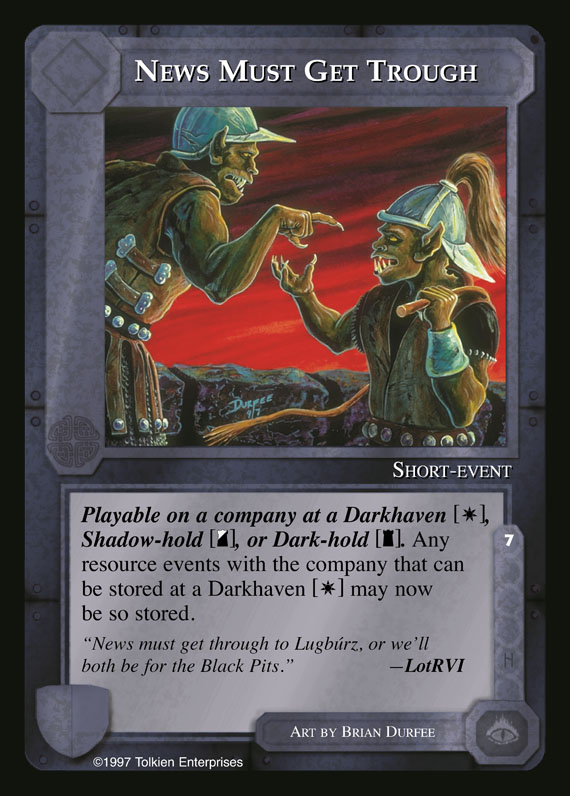 News Must Get Trough
Durfee
97
Short-event
Playable on a company at a Darkhaven [✷],
Shadow-hold [], or Dark-hold []. Any
7
resource events with the company that can
be stored at a Darkhaven [✷] may now
be so stored.
“News must get through to Lugbúrz, or we’ll
both be for the Black Pits.” —LotRVI
H
Art by Brian Durfee
©1997 Tolkien Enterprises